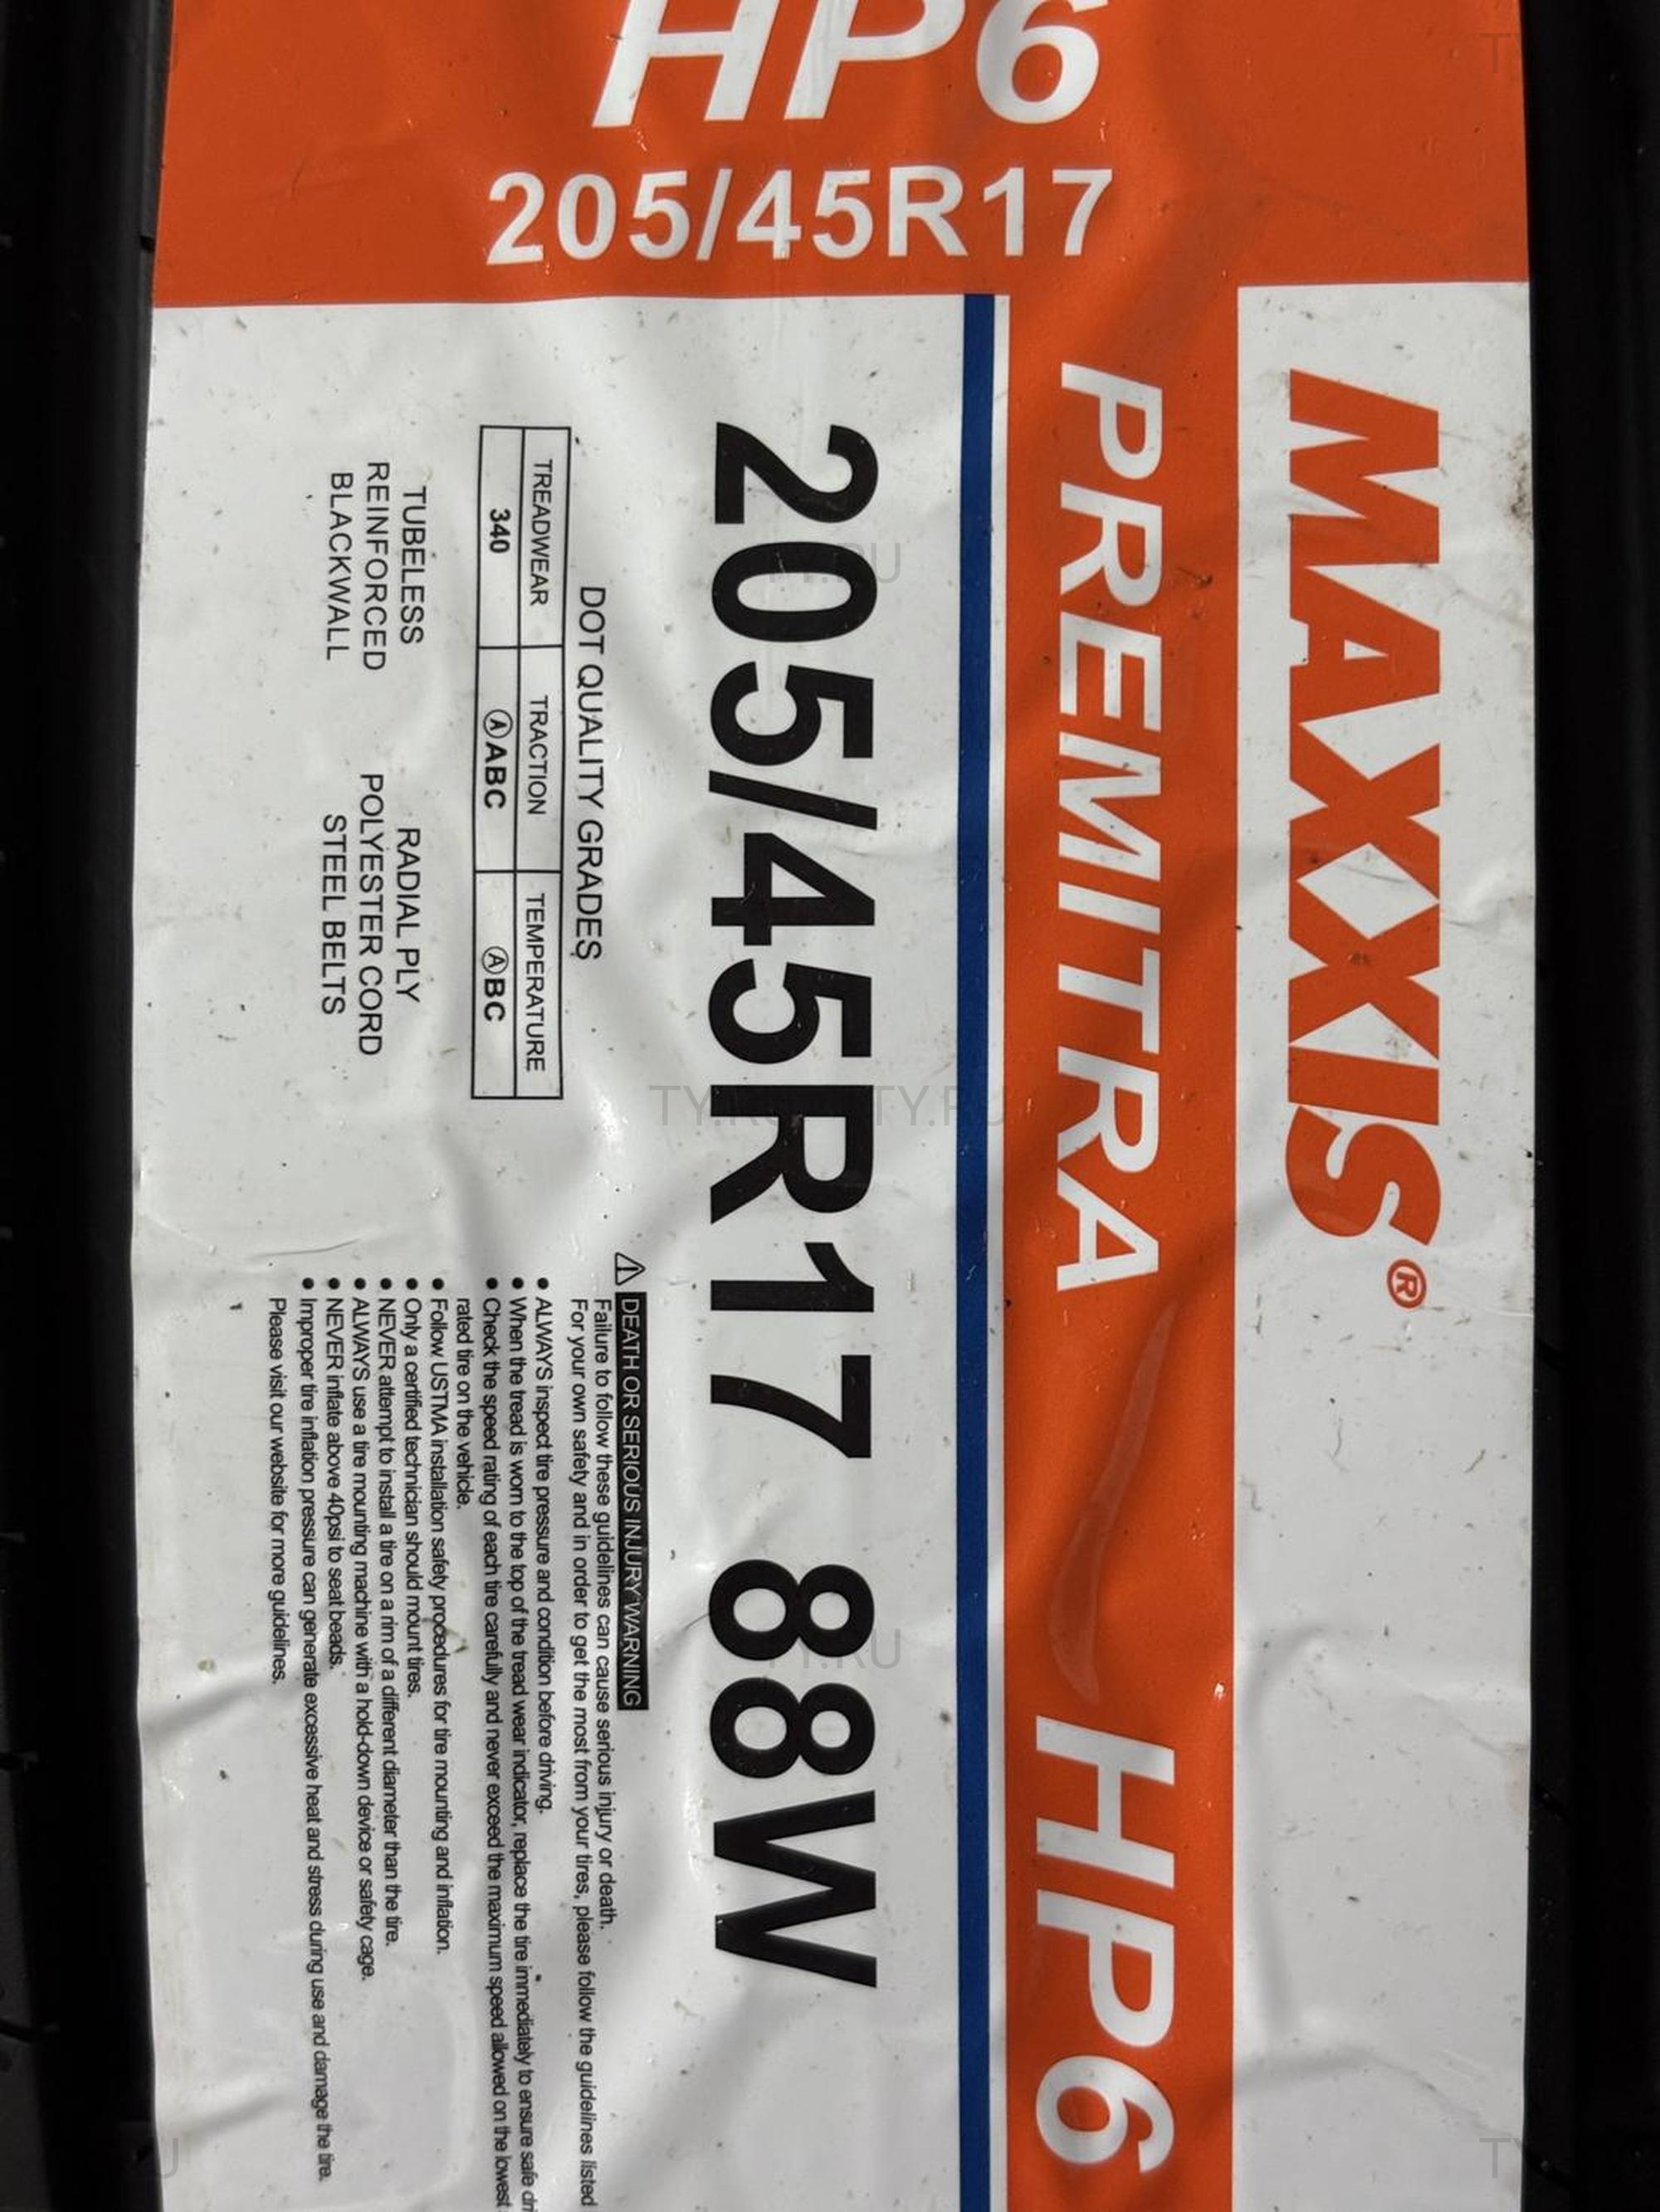 HP6
205/45R17
MAXXIS®
PREMITRA HP6
205/45R17 88W
DOT QUALITY GRADES
TREADWEAR TRACTION TEMPERATURE
340 ⒶABC ⒶBC
TUBELESS
REINFORCED
BLACKWALL
RADIAL PLY
POLYESTER CORD
STEEL BELTS
⚠ DEATH OR SERIOUS INJURY WARNING
Failure to follow these guidelines can cause serious injury or death.
For your own safety and in order to get the most from your tires, please follow the guidelines listed
● ALWAYS inspect tire pressure and condition before driving.
● When the tread is worn to the top of the tread wear indicator, replace the tire immediately to ensure safe
● Check the speed rating of each tire carefully and never exceed the maximum speed allowed on the lowest
rated tire on the vehicle.
● Follow USTMA installation safety procedures for tire mounting and inflation.
● Only a certified technician should mount tires.
● NEVER attempt to install a tire on a rim of a different diameter than the tire.
● ALWAYS use a tire mounting machine with a hold-down device or safety cage.
● NEVER inflate above 40psi to seat beads.
● Improper tire inflation pressure can generate excessive heat and stress during use and damage the tire.
Please visit our website for more guidelines.
TY.RU
TY.RU
TY.RU
TY.RU